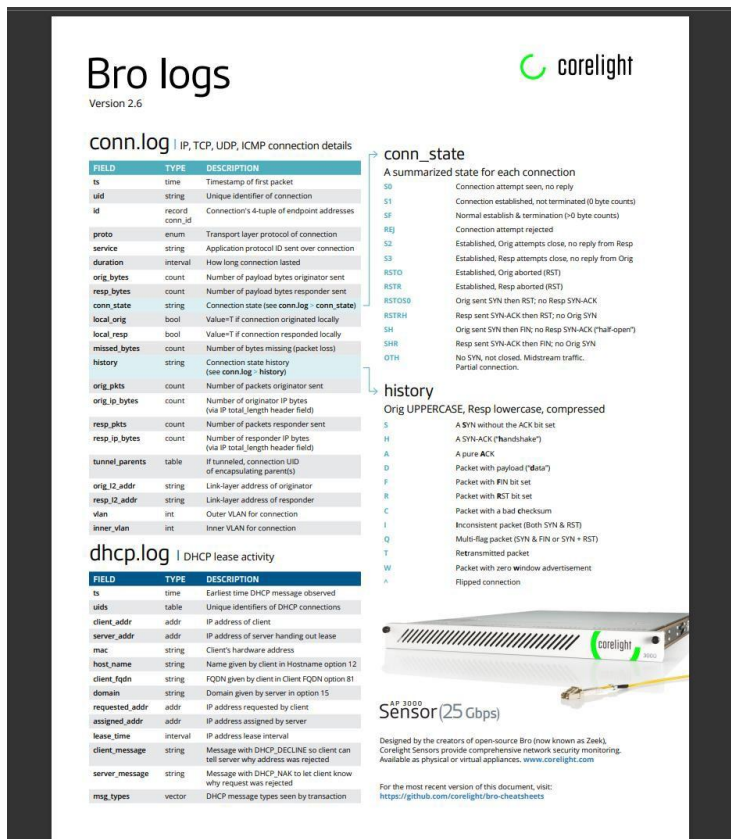 Bro logs
Version 2.6
corelight
conn.log | IP, TCP, UDP, ICMP connection details
FIELD TYPE DESCRIPTION
ts time Timestamp of first packet
uid string Unique identifier of connection
id record Connection's 4-tuple of endpoint addresses
conn_id
proto enum Transport layer protocol of connection
service string Application protocol ID sent over connection
duration interval How long connection lasted
orig_bytes count Number of payload bytes originator sent
resp_bytes count Number of payload bytes responder sent
conn_state string Connection state (see conn.log > conn_state)
local_orig bool Value=T if connection originated locally
local_resp bool Value=T if connection responded locally
missed_bytes count Number of bytes missing (packet loss)
history string Connection state history
(see conn.log > history)
orig_pkts count Number of packets originator sent
orig_ip_bytes count Number of originator IP bytes
(via IP total_length header field)
resp_pkts count Number of packets responder sent
resp_ip_bytes count Number of responder IP bytes
(via IP total_length header field)
tunnel_parents table If tunneled, connection UID
of encapsulating parent(s)
orig_l2_addr string Link-layer address of originator
resp_l2_addr string Link-layer address of responder
vlan int Outer VLAN for connection
inner_vlan int Inner VLAN for connection
dhcp.log | DHCP lease activity
FIELD TYPE DESCRIPTION
ts time Earliest time DHCP message observed
uids table Unique identifiers of DHCP connections
client_addr addr IP address of client
server_addr addr IP address of server handing out lease
mac string Client's hardware address
host_name string Name given by client in Hostname option 12
client_fqdn string FQDN given by client in Client FQDN option 81
domain string Domain given by server in option 15
requested_addr addr IP address requested by client
assigned_addr addr IP address assigned by server
lease_time interval IP address lease interval
client_message string Message with DHCP_DECLINE so client can
tell server why address was rejected
server_message string Message with DHCP_NAK to let client know
why request was rejected
msg_types vector DHCP message types seen by transaction
conn_state
A summarized state for each connection
S0 Connection attempt seen, no reply
S1 Connection established, not terminated (0 byte counts)
SF Normal establish & termination (>0 byte counts)
REJ Connection attempt rejected
S2 Established, Orig attempts close, no reply from Resp
S3 Established, Resp attempts close, no reply from Orig
RSTO Established, Orig aborted (RST)
RSTR Established, Resp aborted (RST)
RSTOS0 Orig sent SYN then RST; no Resp SYN-ACK
RSTRH Resp sent SYN-ACK then RST; no Orig SYN
SH Orig sent SYN then FIN; no Resp SYN-ACK ("half-open")
SHR Resp sent SYN-ACK then FIN; no Orig SYN
OTH No SYN, not closed. Midstream traffic.
Partial connection.
history
Orig UPPERCASE, Resp lowercase, compressed
S A SYN without the ACK bit set
H A SYN-ACK ("handshake")
A A pure ACK
D Packet with payload ("data")
F Packet with FIN bit set
R Packet with RST bit set
C Packet with a bad checksum
I Inconsistent packet (Both SYN & RST)
Q Multi-flag packet (SYN & FIN or SYN + RST)
T Retransmitted packet
W Packet with zero window advertisement
^ Flipped connection
corelight
AP 3000
Sensor (25 Gbps)
Designed by the creators of open-source Bro (now known as Zeek),
Corelight Sensors provide comprehensive network security monitoring.
Available as physical or virtual appliances. www.corelight.com
For the most recent version of this document, visit:
https://github.com/corelight/bro-cheatsheets